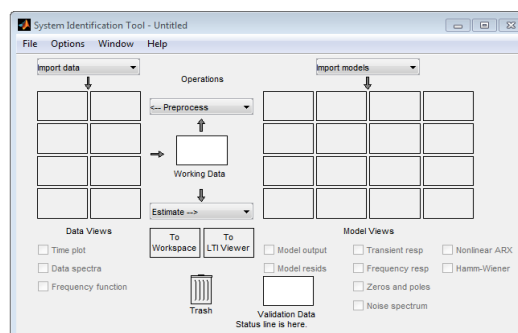 System Identification Tool - Untitled
File Options Window Help
Import data
Operations
Import models
<-- Preprocess
Working Data
Estimate -->
Data Views
To Workspace
To LTI Viewer
Model Views
Time plot
Data spectra
Frequency function
Model output
Model resids
Transient resp
Frequency resp
Zeros and poles
Noise spectrum
Nonlinear ARX
Hamm-Wiener
Trash
Validation Data
Status line is here.